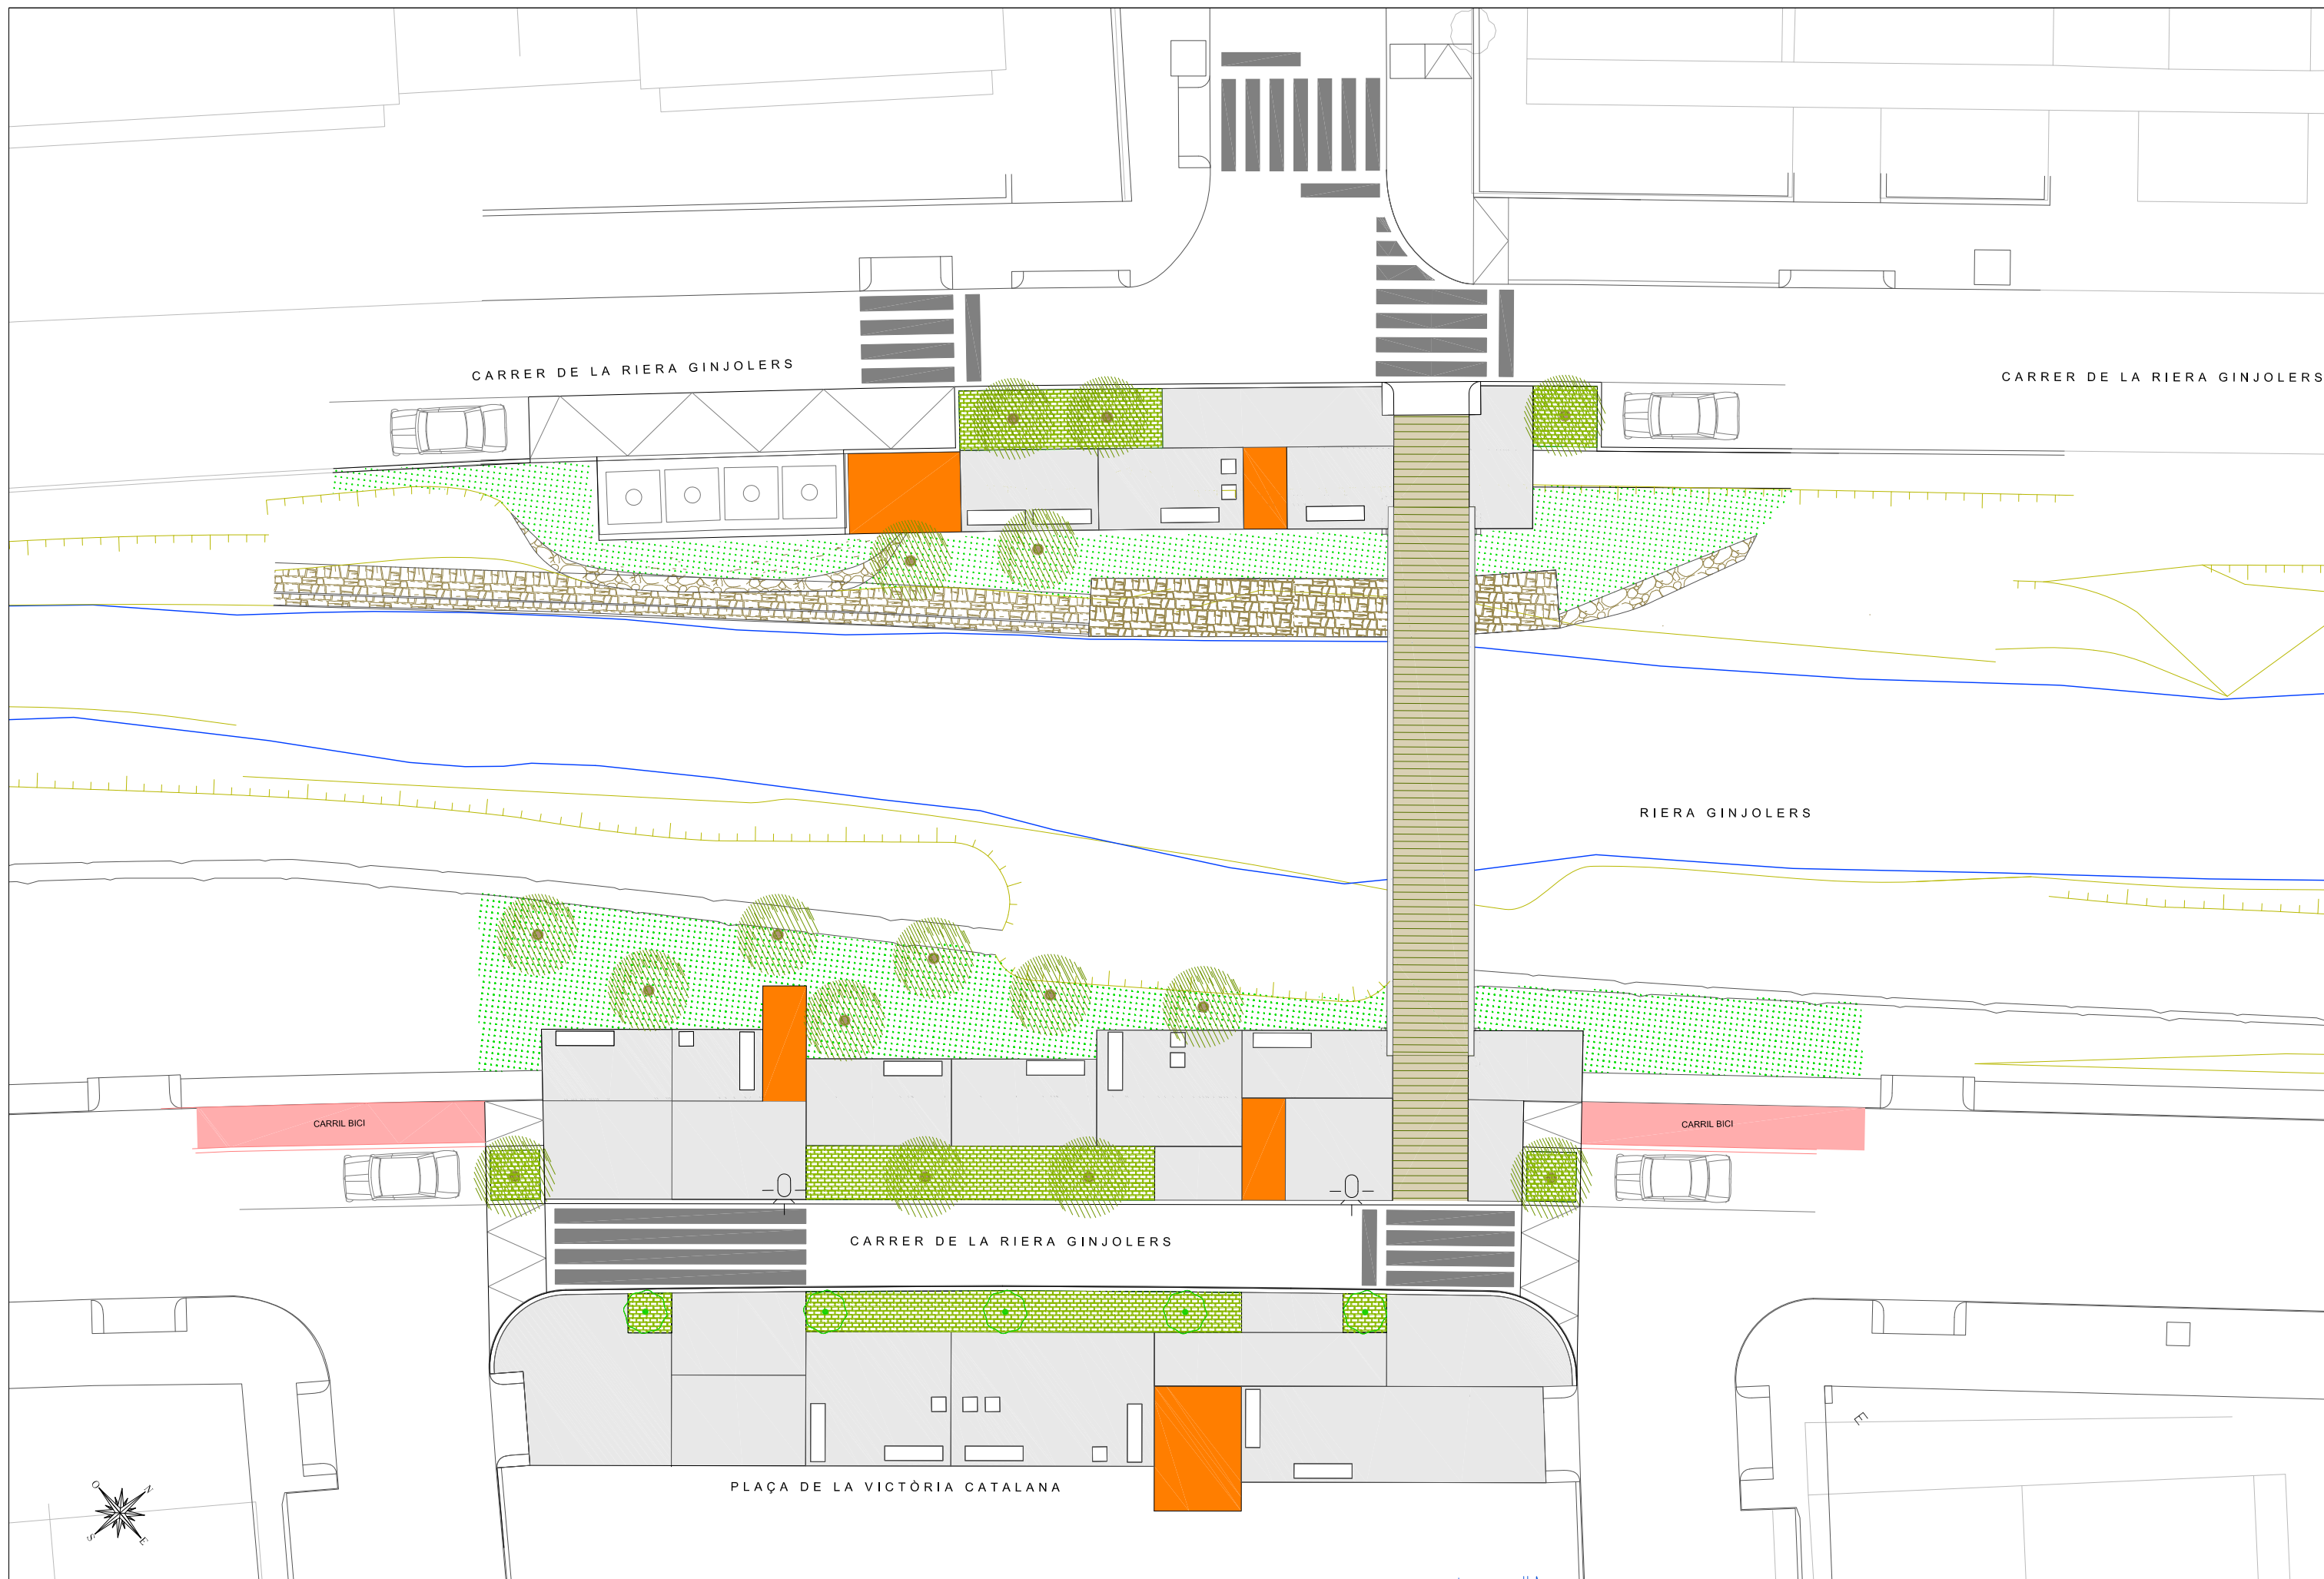 CARRER DE LA RIERA GINJOLERS
CARRER DE LA RIERA GINJOLERS
RIERA GINJOLERS
CARRIL BICI
CARRIL BICI
CARRER DE LA RIERA GINJOLERS
PLAÇA DE LA VICTÒRIA CATALANA
E
O
N
S
E